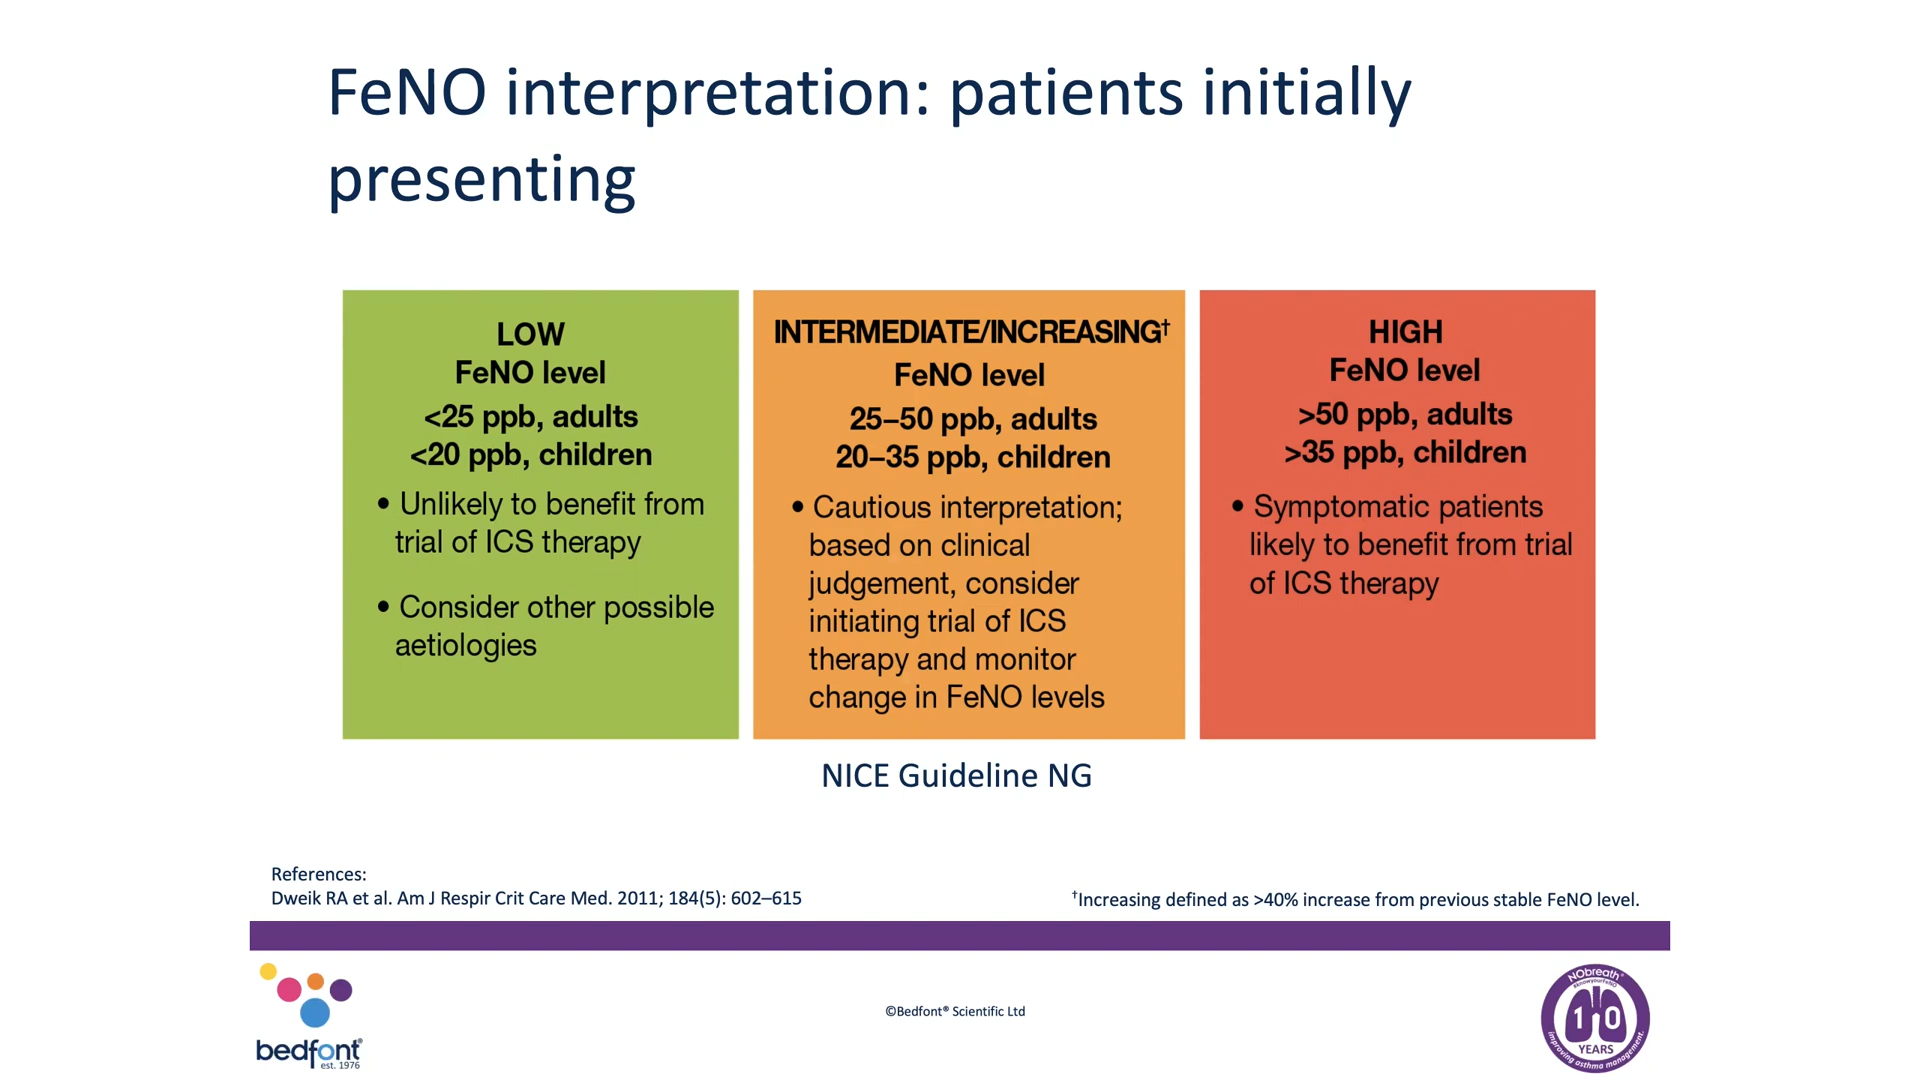 FeNO interpretation: patients initially
presenting
LOW
FeNO level
<25 ppb, adults
<20 ppb, children
• Unlikely to benefit from
trial of ICS therapy
• Consider other possible
aetiologies
INTERMEDIATE/INCREASING†
FeNO level
25–50 ppb, adults
20–35 ppb, children
• Cautious interpretation;
based on clinical
judgement, consider
initiating trial of ICS
therapy and monitor
change in FeNO levels
HIGH
FeNO level
>50 ppb, adults
>35 ppb, children
• Symptomatic patients
likely to benefit from trial
of ICS therapy
NICE Guideline NG
References:
Dweik RA et al. Am J Respir Crit Care Med. 2011; 184(5): 602–615
†Increasing defined as >40% increase from previous stable FeNO level.
bedfont®
est. 1976
©Bedfont® Scientific Ltd
NObreath®
#knowyourFeNO
10
YEARS
improving asthma management.